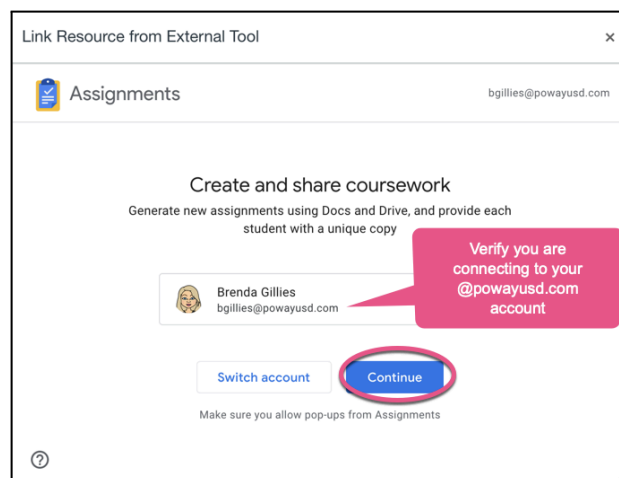 Link Resource from External Tool
×
Assignments
bgillies@powayusd.com
Create and share coursework
Generate new assignments using Docs and Drive, and provide each
student with a unique copy
Verify you are
connecting to your
@powayusd.com
account
Brenda Gillies
bgillies@powayusd.com
Switch account
Continue
Make sure you allow pop-ups from Assignments
?